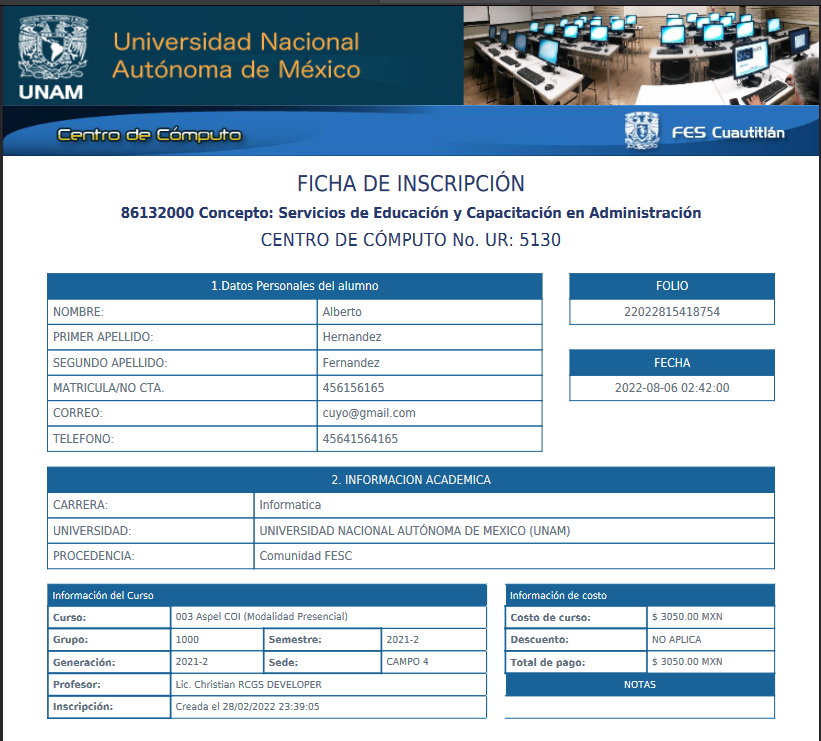 UNAM
Universidad Nacional
Autónoma de México
Centro de Cómputo
FES Cuautitlán
FICHA DE INSCRIPCIÓN
86132000 Concepto: Servicios de Educación y Capacitación en Administración
CENTRO DE CÓMPUTO No. UR: 5130
1.Datos Personales del alumno
NOMBRE: Alberto
PRIMER APELLIDO: Hernandez
SEGUNDO APELLIDO: Fernandez
MATRICULA/NO CTA. 456156165
CORREO: cuyo@gmail.com
TELEFONO: 45641564165
FOLIO
22022815418754
FECHA
2022-08-06 02:42:00
2. INFORMACION ACADEMICA
CARRERA: Informatica
UNIVERSIDAD: UNIVERSIDAD NACIONAL AUTÓNOMA DE MEXICO (UNAM)
PROCEDENCIA: Comunidad FESC
Información del Curso
Curso: 003 Aspel COI (Modalidad Presencial)
Grupo: 1000 Semestre: 2021-2
Generación: 2021-2 Sede: CAMPO 4
Profesor: Lic. Christian RCGS DEVELOPER
Inscripción: Creada el 28/02/2022 23:39:05
Información de costo
Costo de curso: $ 3050.00 MXN
Descuento: NO APLICA
Total de pago: $ 3050.00 MXN
NOTAS